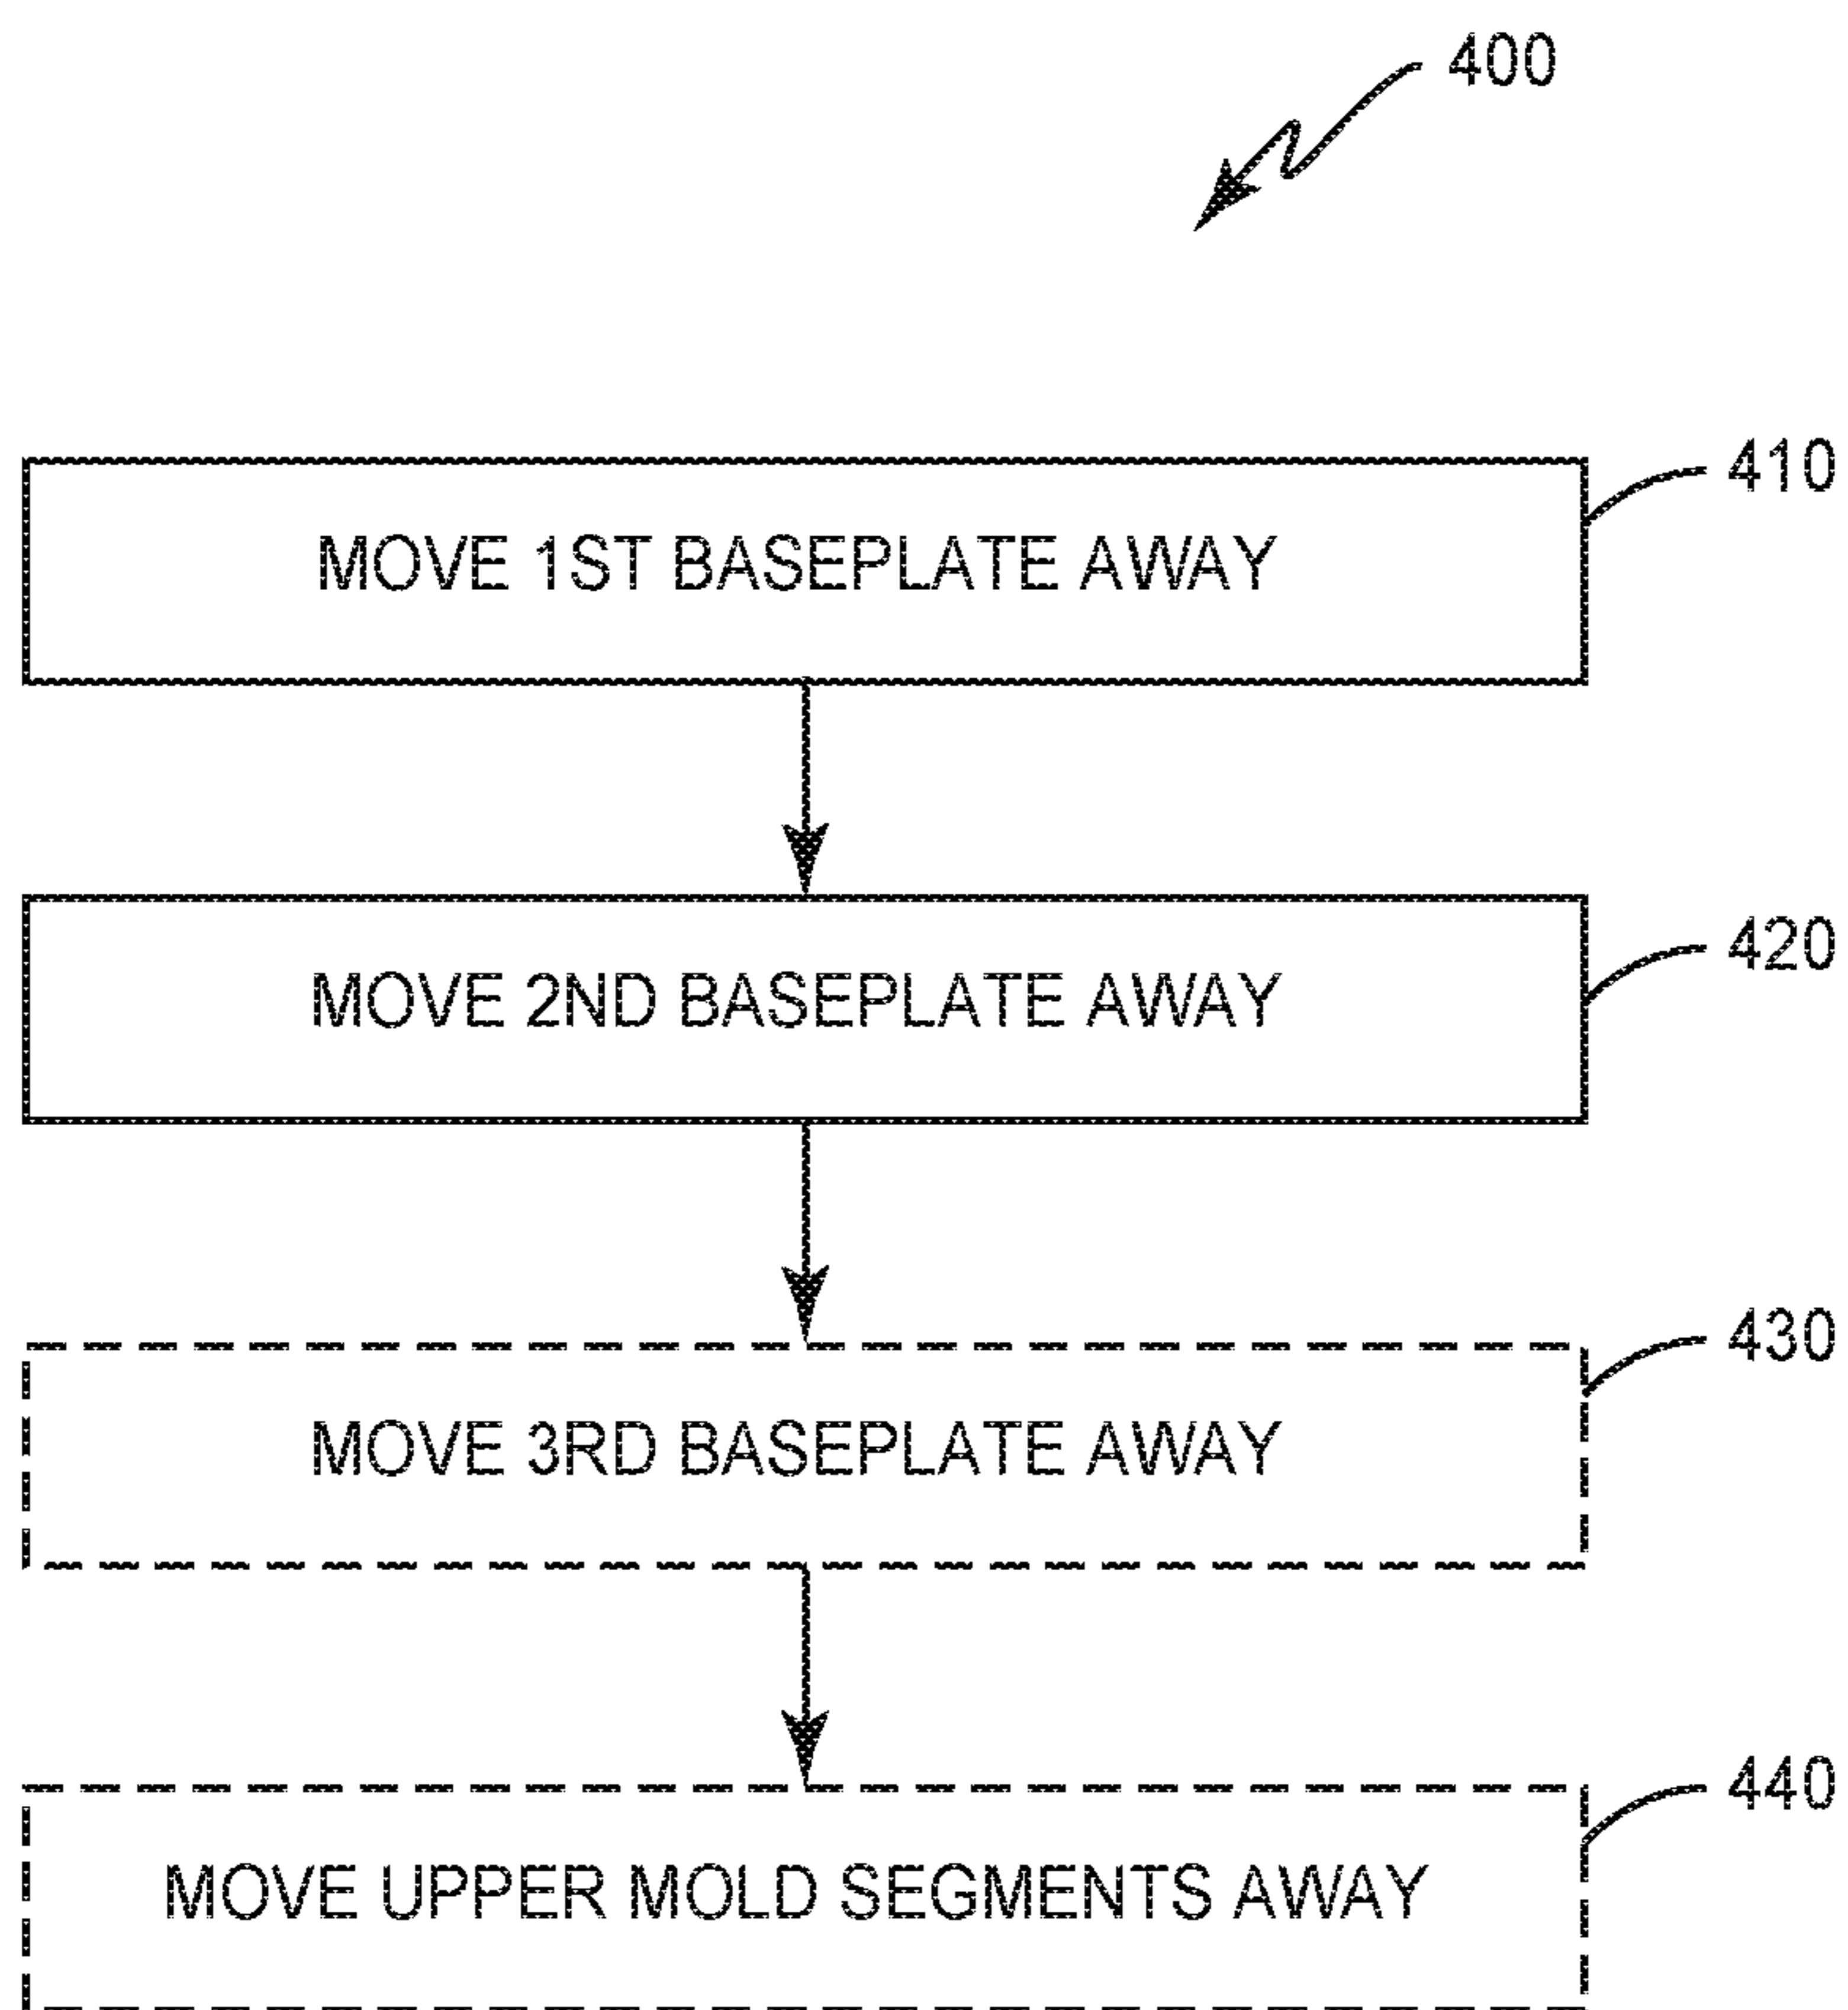 400
410
MOVE 1ST BASEPLATE AWAY
420
MOVE 2ND BASEPLATE AWAY
430
MOVE 3RD BASEPLATE AWAY
440
MOVE UPPER MOLD SEGMENTS AWAY